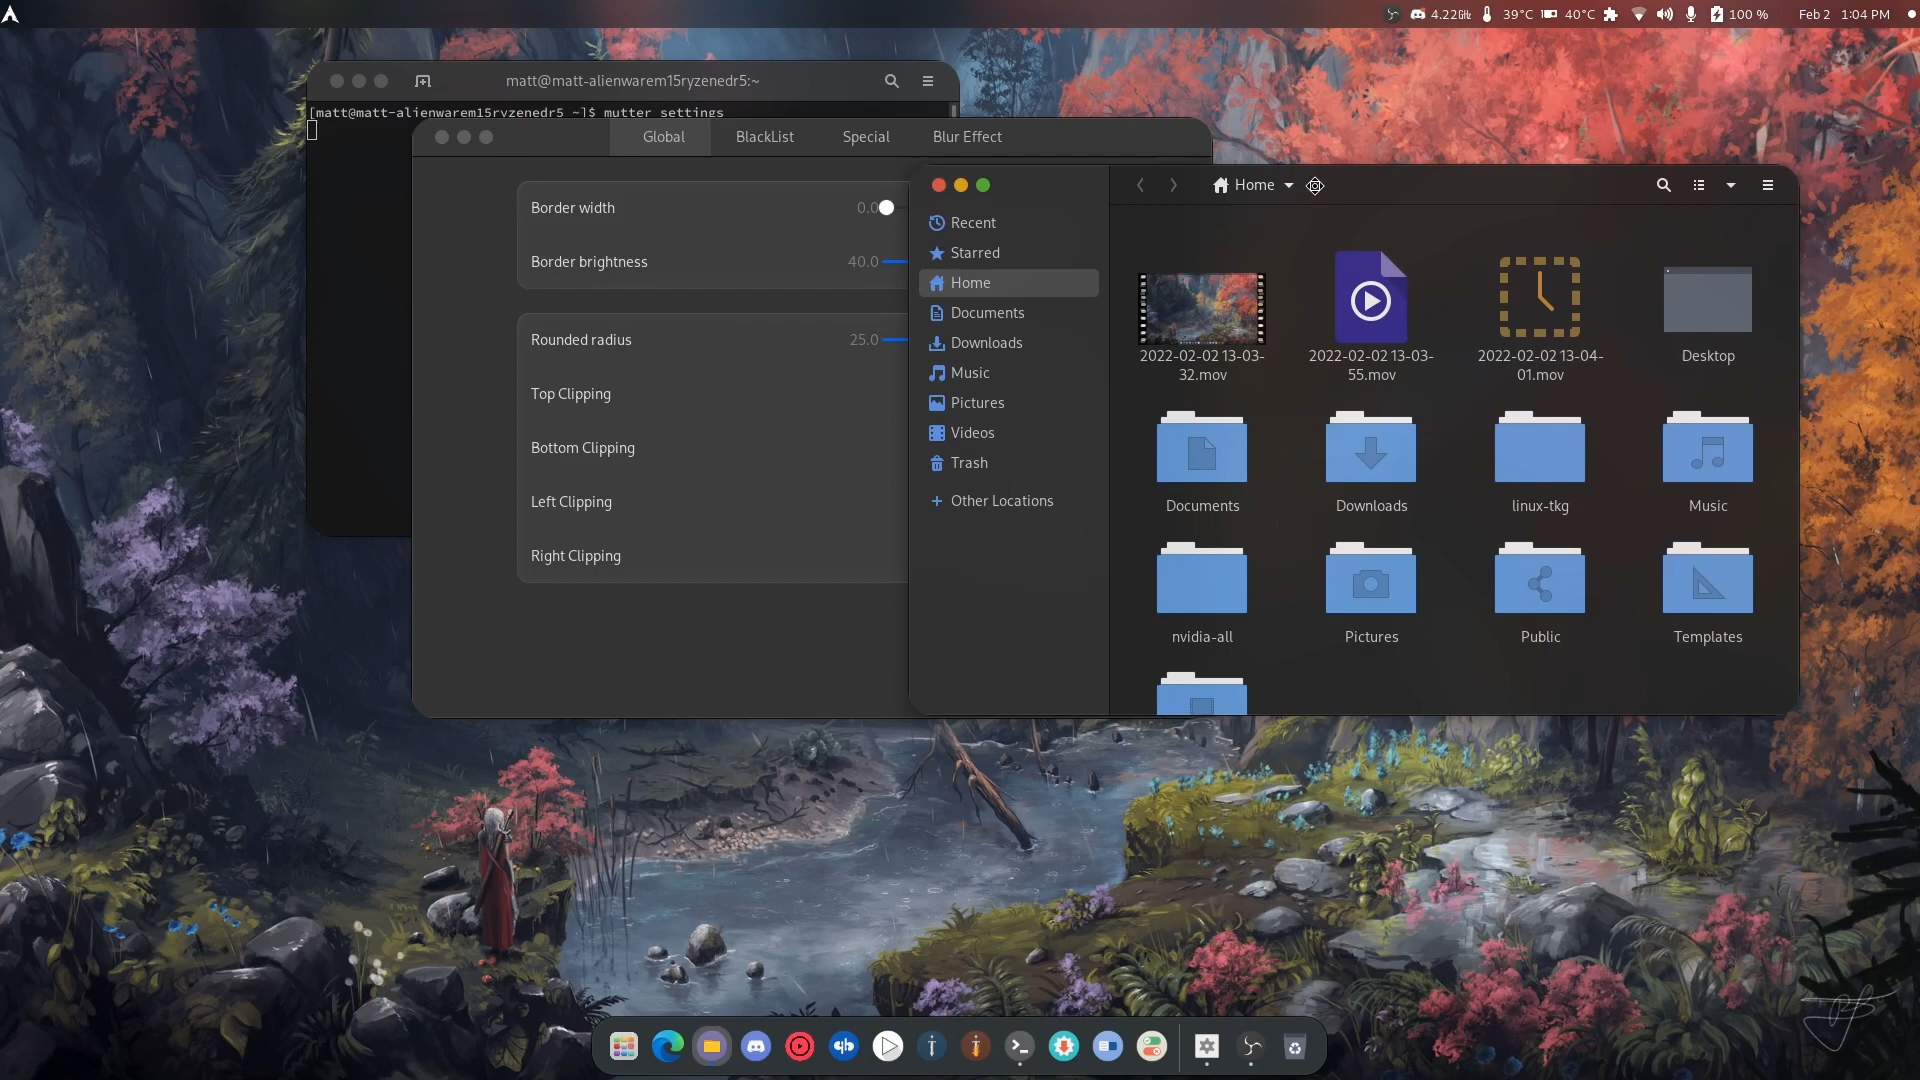 4.22GHz 39°C 40°C 100 % Feb 2 1:04 PM
matt@matt-alienwarem15ryzenedr5:~
[matt@matt-alienwarem15ryzenedr5 ~]$ mutter_settings
Global BlackList Special Blur Effect
Border width 0.0
Border brightness 40.0
Rounded radius 25.0
Top Clipping
Bottom Clipping
Left Clipping
Right Clipping
Home
Recent
Starred
Home
Documents
Downloads
Music
Pictures
Videos
Trash
Other Locations
2022-02-02 13-03-
32.mov
2022-02-02 13-03-
55.mov
2022-02-02 13-04-
01.mov
Desktop
Documents
Downloads
linux-tkg
Music
nvidia-all
Pictures
Public
Templates